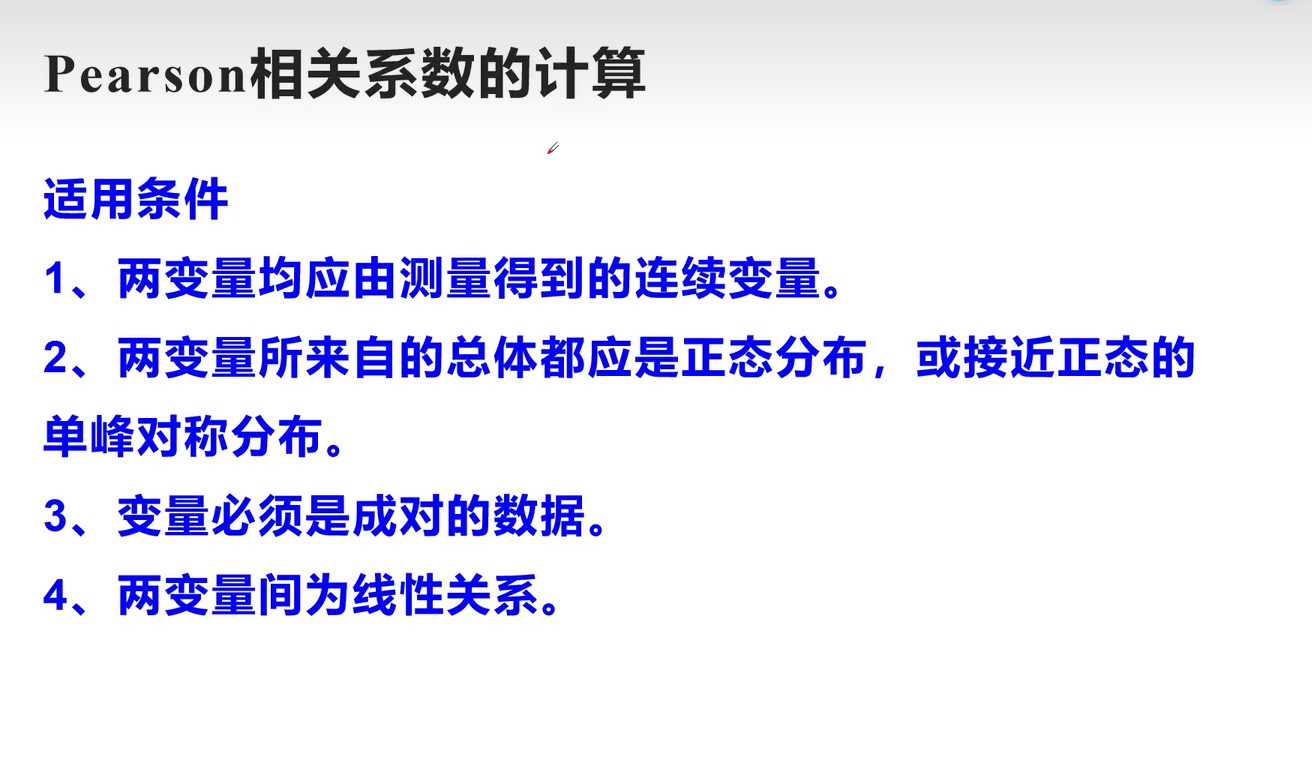 Pearson相关系数的计算
适用条件
1、两变量均应由测量得到的连续变量。
2、两变量所来自的总体都应是正态分布，或接近正态的
单峰对称分布。
3、变量必须是成对的数据。
4、两变量间为线性关系。